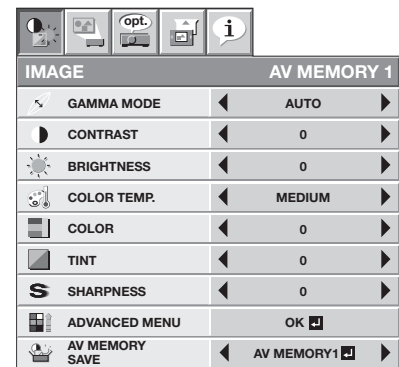 opt.
i
IMAGE AV MEMORY 1
GAMMA MODE AUTO
CONTRAST 0
BRIGHTNESS 0
COLOR TEMP. MEDIUM
COLOR 0
TINT 0
S SHARPNESS 0
ADVANCED MENU OK
AV MEMORY
SAVE AV MEMORY1